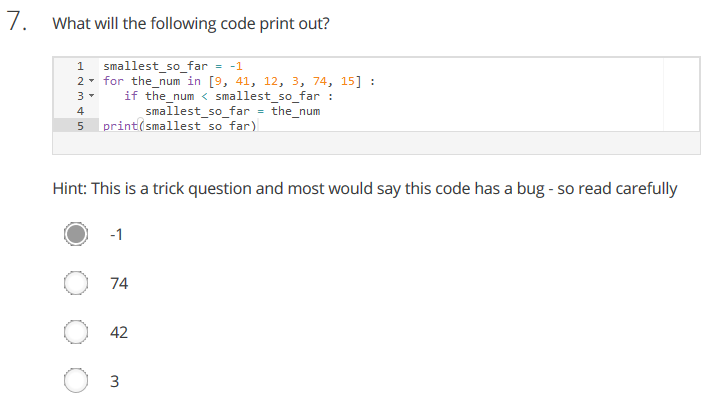 7. What will the following code print out?
1 smallest_so_far = -1
2 for the_num in [9, 41, 12, 3, 74, 15] :
3 if the_num < smallest_so_far :
4 smallest_so_far = the_num
5 print(smallest_so_far)
Hint: This is a trick question and most would say this code has a bug - so read carefully
-1
74
42
3